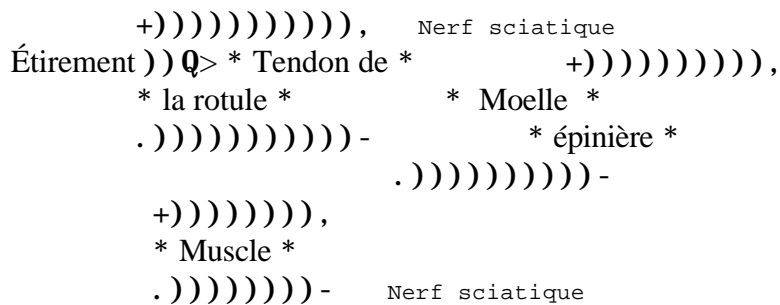 +))))))))))), Nerf sciatique
Étirement ))Q> * Tendon de * +)))))))))),
* la rotule * * Moelle *
.)))))))))))- * épinière *
.))))))))))-
+)))))))),
* Muscle *
.))))))))- Nerf sciatique